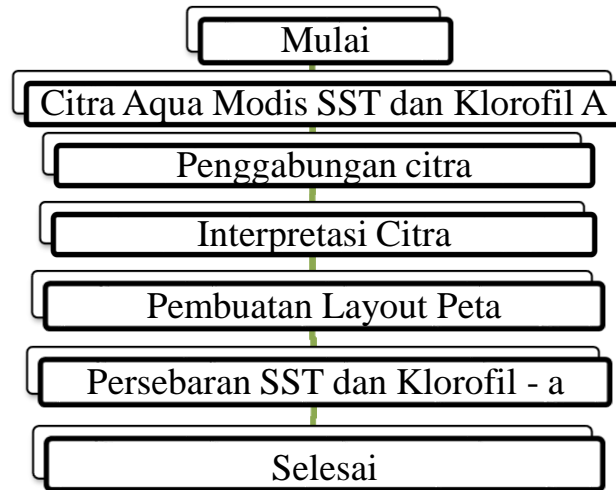 Mulai
Citra Aqua Modis SST dan Klorofil A
Penggabungan citra
Interpretasi Citra
Pembuatan Layout Peta
Persebaran SST dan Klorofil - a
Selesai